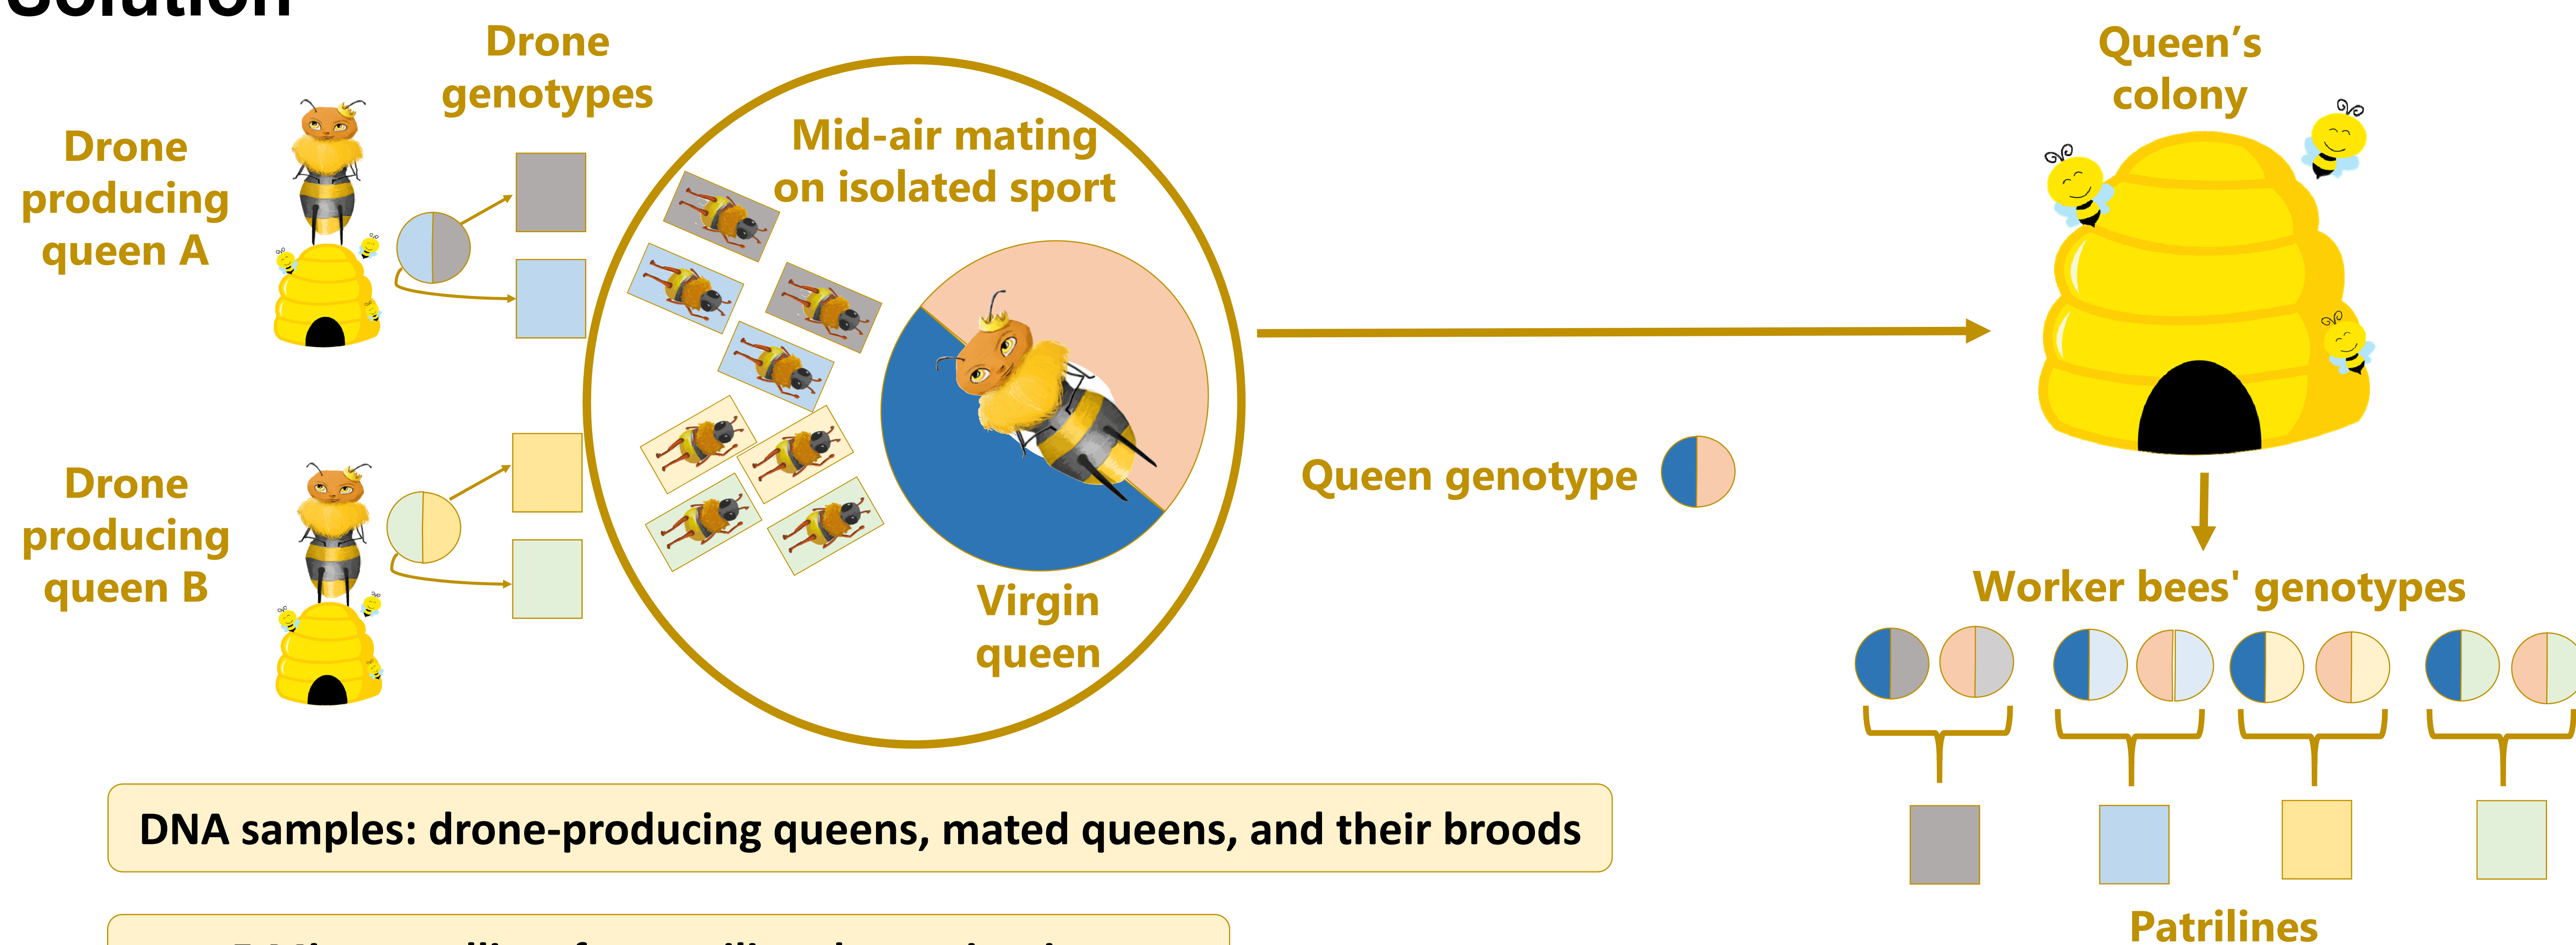 Solution
Drone
genotypes
Drone
producing
queen A
Drone
producing
queen B
Mid-air mating
on isolated sport
Virgin
queen
Queen genotype
Queen's
colony
Worker bees' genotypes
Patrilines
DNA samples: drone-producing queens, mated queens, and their broods